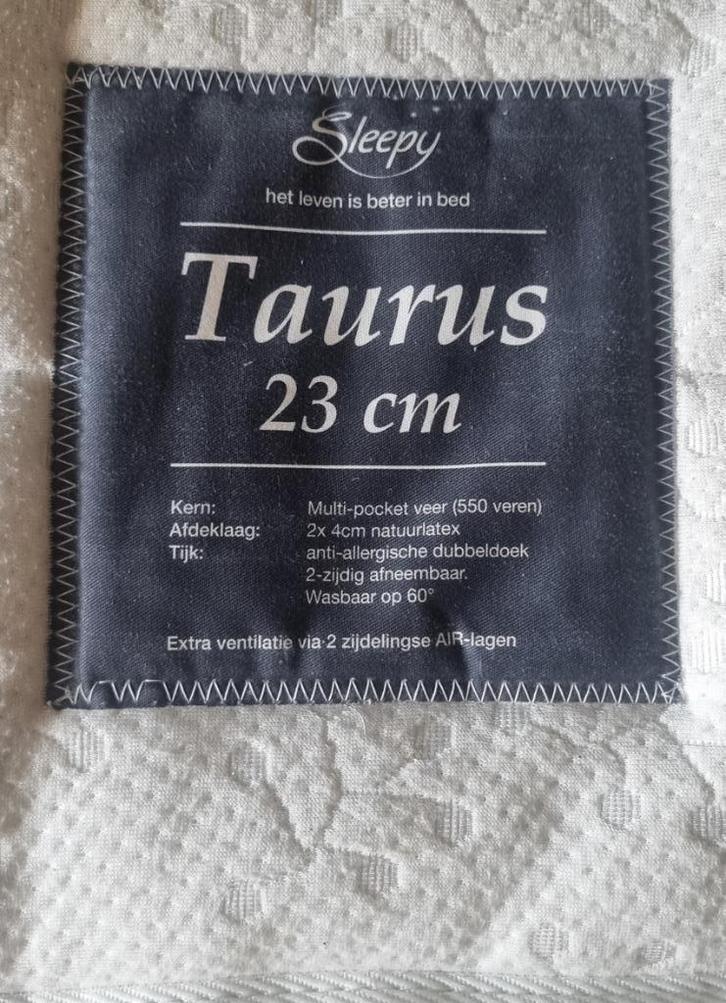 Sleepy
het leven is beter in bed
Taurus
23 cm
Kern: Multi-pocket veer (550 veren)
Afdeklaag: 2x 4cm natuurlatex
Tijk: anti-allergische dubbeldoek
2-zijdig afneembaar.
Wasbaar op 60°
Extra ventilatie via 2 zijdelingse AIR-lagen